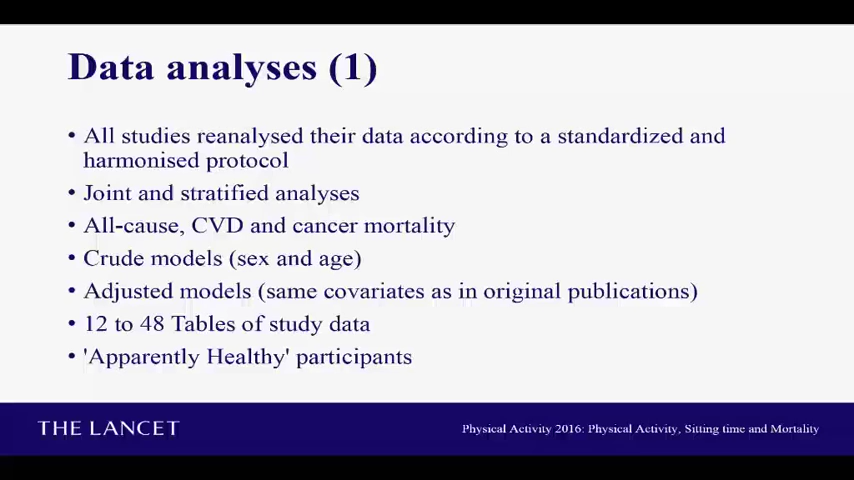 Data analyses (1)
• All studies reanalysed their data according to a standardized and
harmonised protocol
• Joint and stratified analyses
• All-cause, CVD and cancer mortality
• Crude models (sex and age)
• Adjusted models (same covariates as in original publications)
• 12 to 48 Tables of study data
• 'Apparently Healthy' participants
THE LANCET
Physical Activity 2016: Physical Activity, Sitting time and Mortality